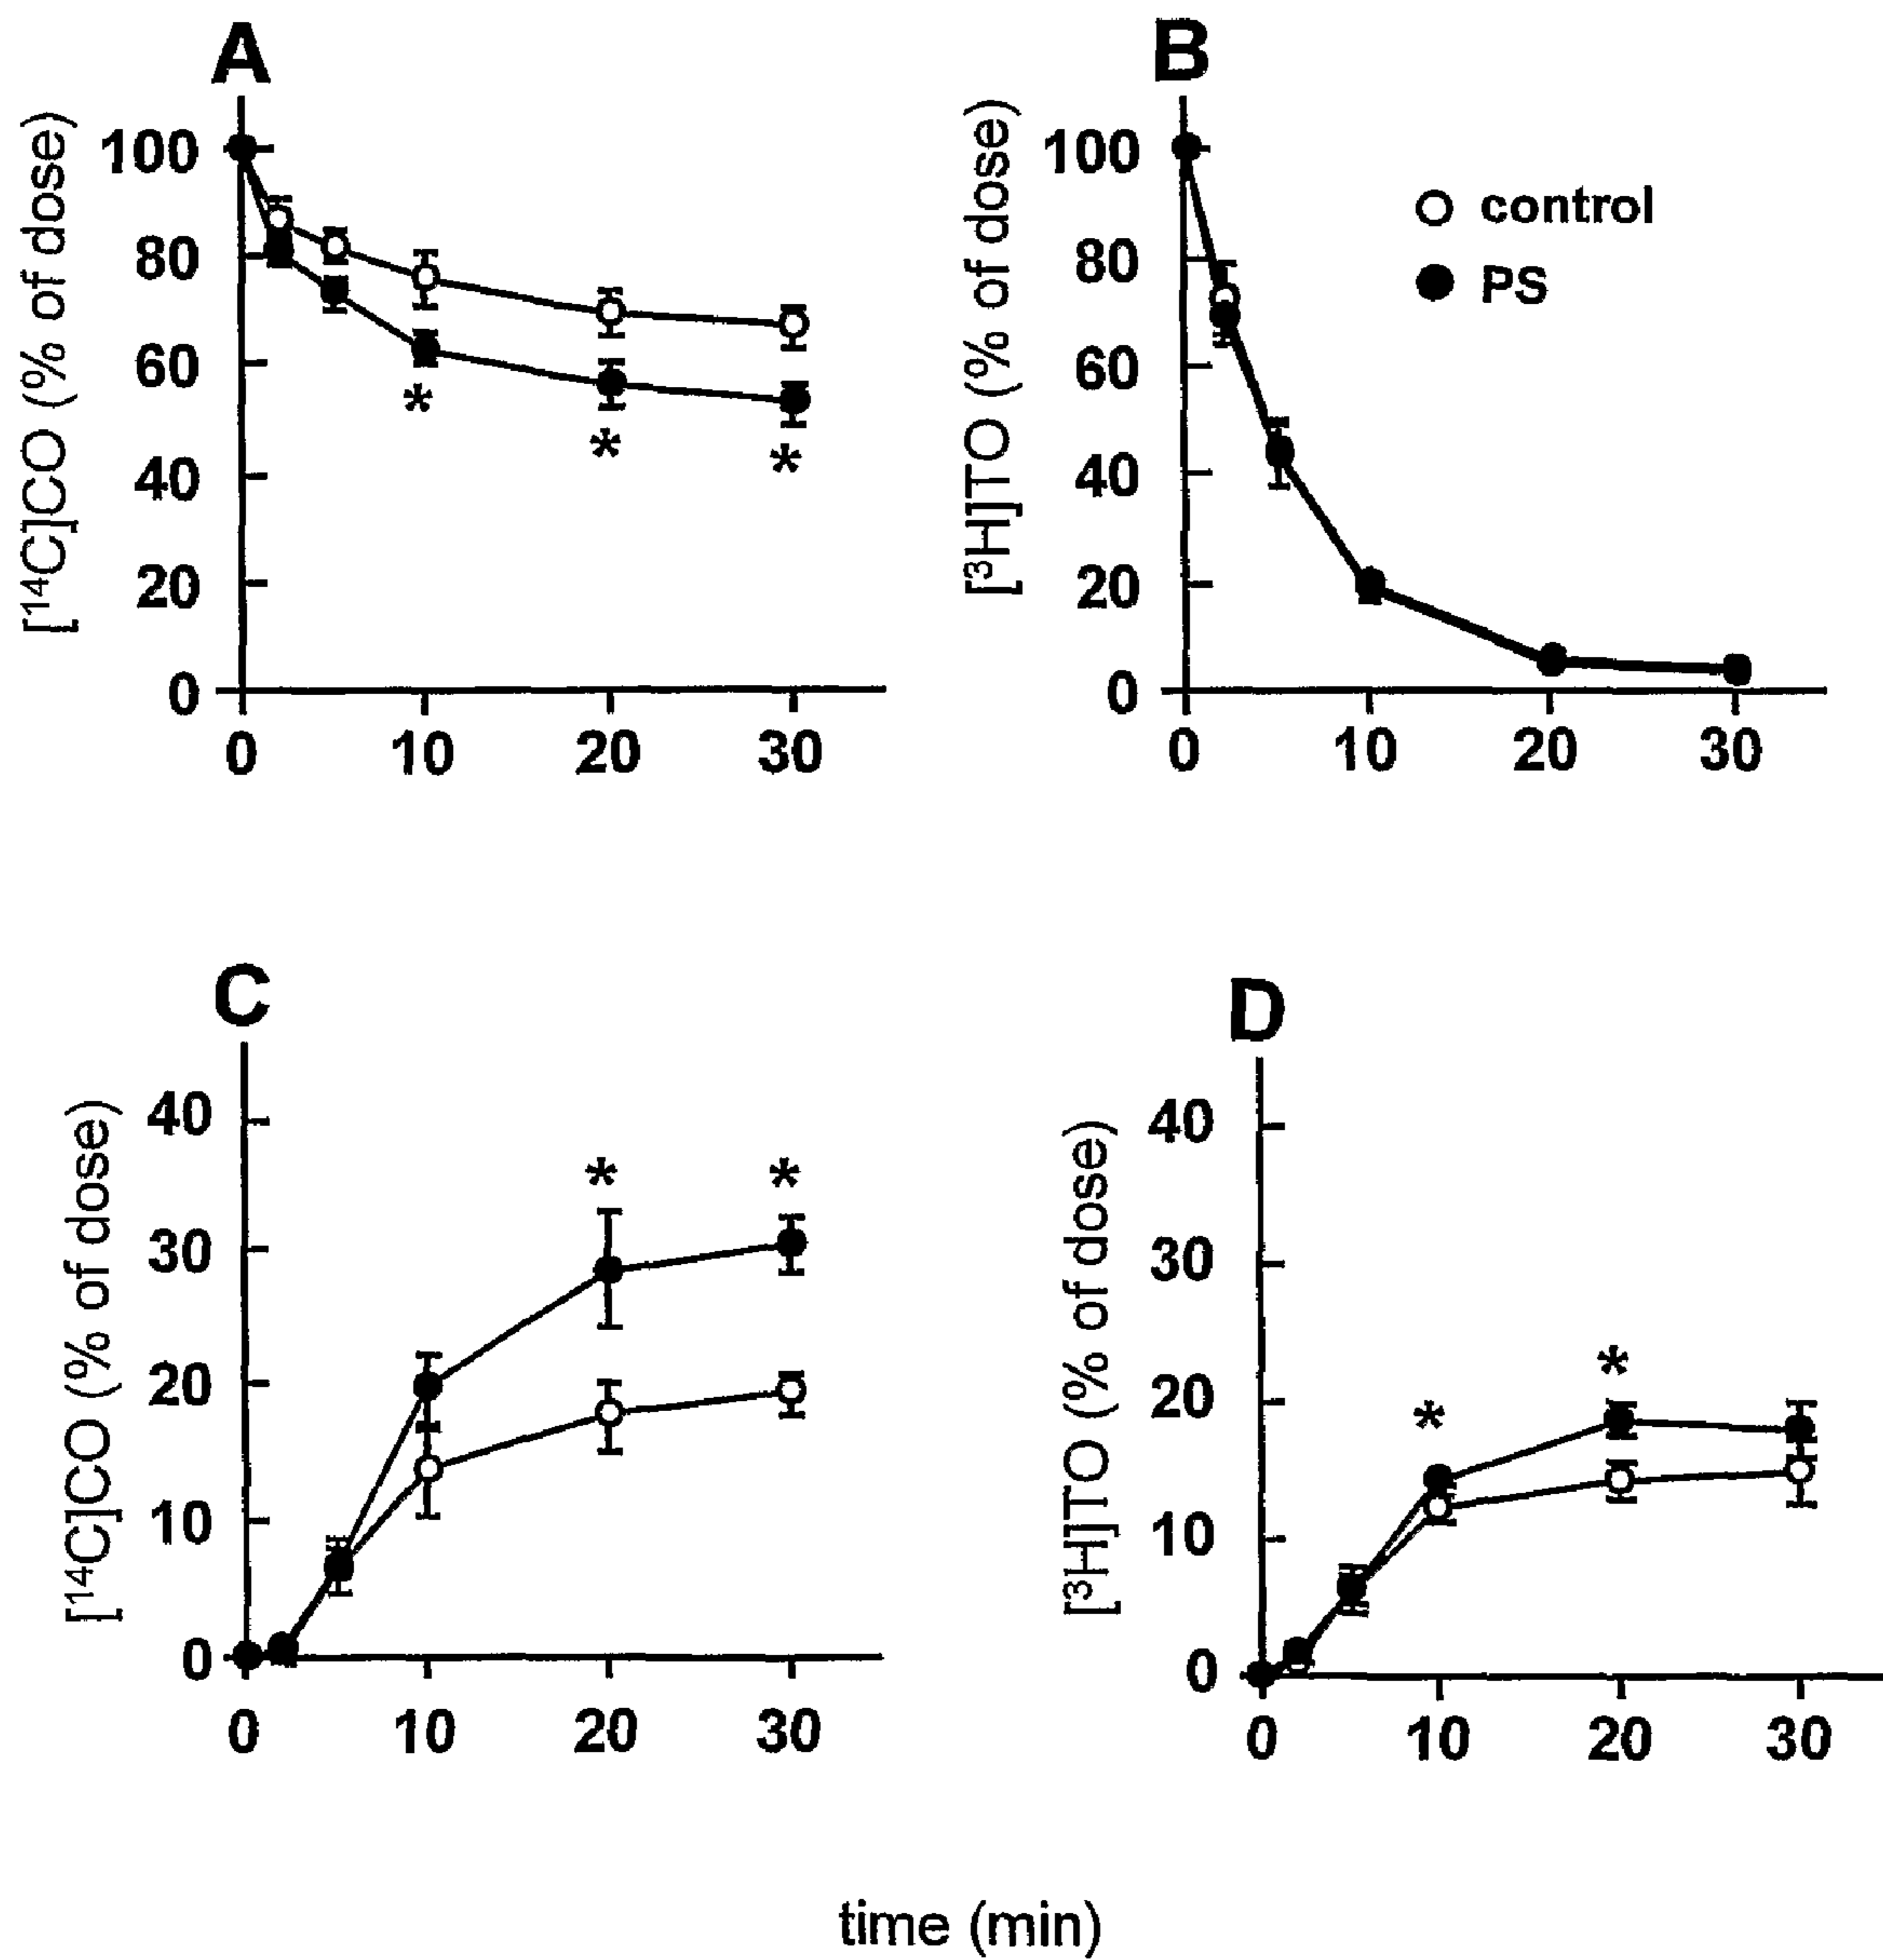 A
[¹⁴C]CO (% of dose)
100
80
60
40
20
0
0 10 20 30
B
[³H]TO (% of dose)
100
80
60
40
20
0
0 10 20 30
control
PS
*
*
*
C
[¹⁴C]CO (% of dose)
40
30
20
10
0
0 10 20 30
*
*
D
[³H]TO (% of dose)
40
30
20
10
0
0 10 20 30
*
*
time (min)